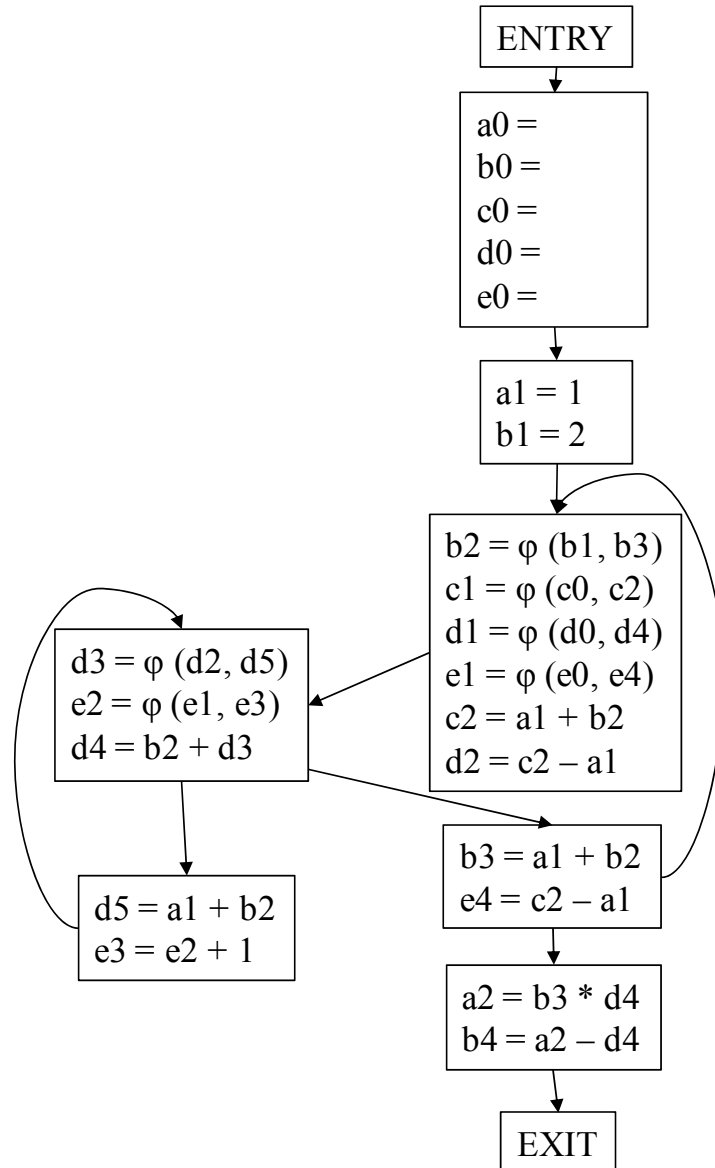 ENTRY
a0 =
b0 =
c0 =
d0 =
e0 =
a1 = 1
b1 = 2
b2 = φ (b1, b3)
c1 = φ (c0, c2)
d1 = φ (d0, d4)
e1 = φ (e0, e4)
c2 = a1 + b2
d2 = c2 – a1
d3 = φ (d2, d5)
e2 = φ (e1, e3)
d4 = b2 + d3
d5 = a1 + b2
e3 = e2 + 1
b3 = a1 + b2
e4 = c2 – a1
a2 = b3 * d4
b4 = a2 – d4
EXIT